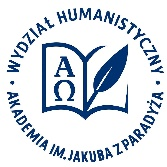 • WYDZIAŁ HUMANISTYCZNY •
AΩ
AKADEMIA IM. JAKUBA Z PARADYŻA